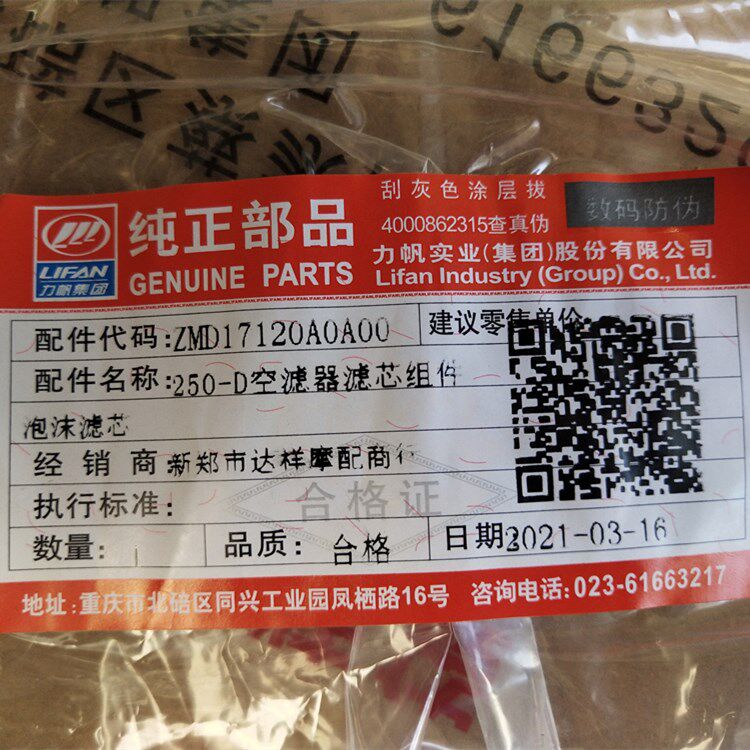 616632
刮灰色涂层拔
数码防伪
纯正部品
4000862315查真伪
力帆实业(集团)股份有限公司
LIFAN
GENUINE PARTS
Lifan Industry (Group) Co., Ltd.
力帆集团
配件代码:ZMD17120A0A00
建议零售单价
配件名称:250-D空滤器滤芯组件
泡沫滤芯
经销商:新郑市达祥摩配商行
执行标准:
合格证
数量: 1
品质: 合格
日期:2021-03-16
地址:重庆市北碚区同兴工业园凤栖路16号 咨询电话:023-61663217